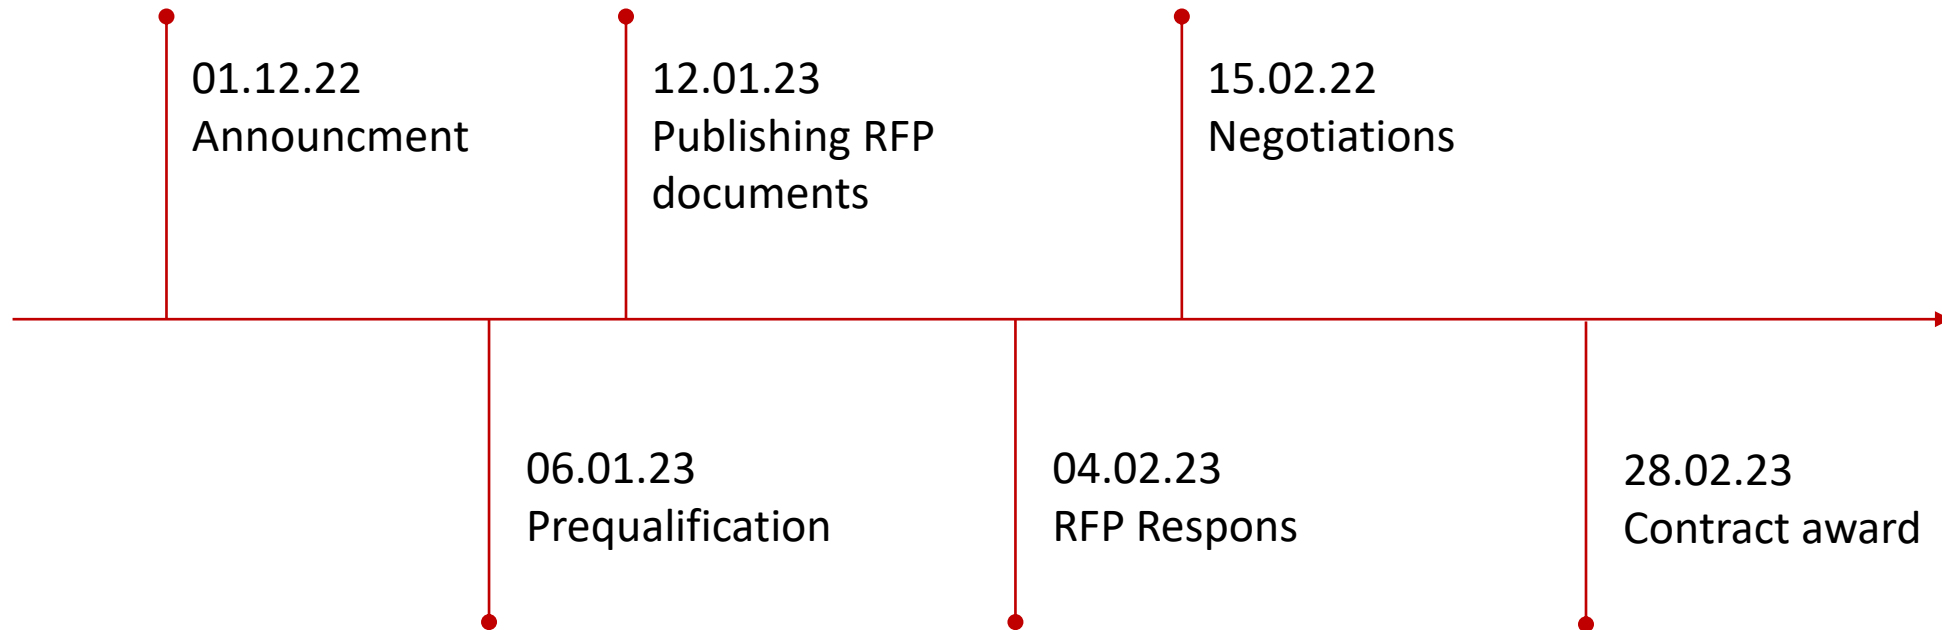 01.12.22
Announcment
12.01.23
Publishing RFP
documents
15.02.22
Negotiations
06.01.23
Prequalification
04.02.23
RFP Respons
28.02.23
Contract award